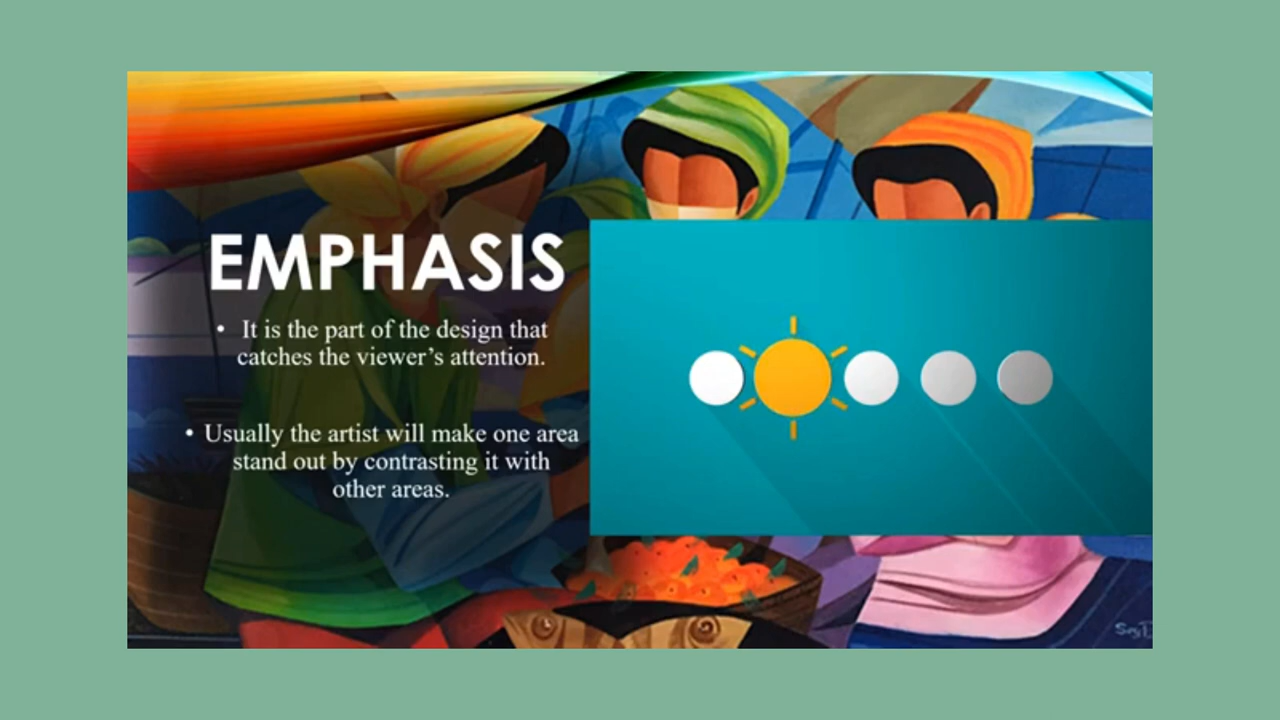 EMPHASIS
• It is the part of the design that
catches the viewer’s attention.
• Usually the artist will make one area
stand out by contrasting it with
other areas.